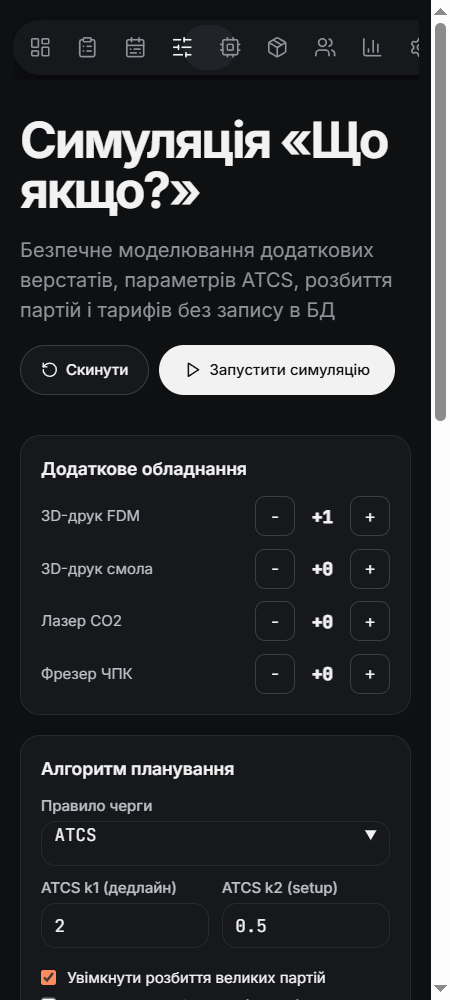 Симуляція «Що
якщо?»
Безпечне моделювання додаткових
верстатів, параметрів ATCS, розбиття
партій і тарифів без запису в БД
Скинути
Запустити симуляцію
Додаткове обладнання
3D-друк FDM - +1 +
3D-друк смола - +0 +
Лазер CO2 - +0 +
Фрезер ЧПК - +0 +
Алгоритм планування
Правило черги
ATCS
ATCS k1 (дедлайн) ATCS k2 (setup)
2 0.5
Увімкнути розбиття великих партій